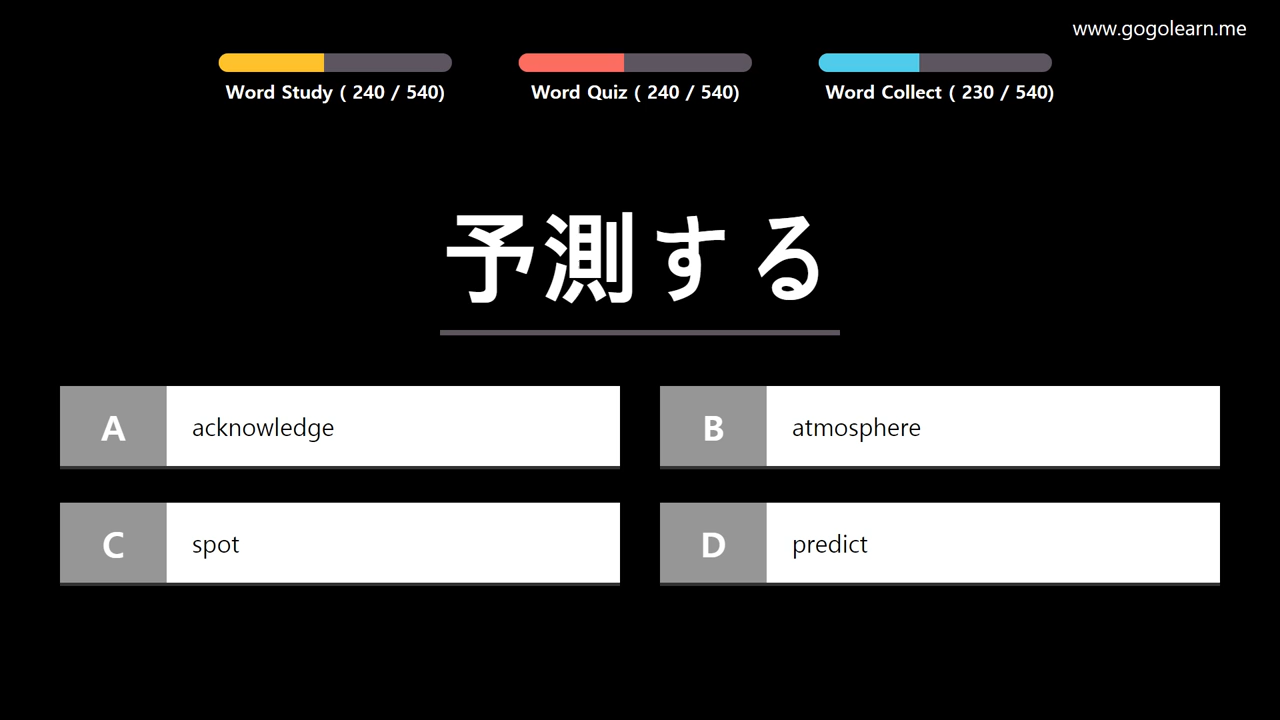 www.gogolearn.me
Word Study ( 240 / 540)
Word Quiz ( 240 / 540)
Word Collect ( 230 / 540)
予測する
A acknowledge
B atmosphere
C spot
D predict